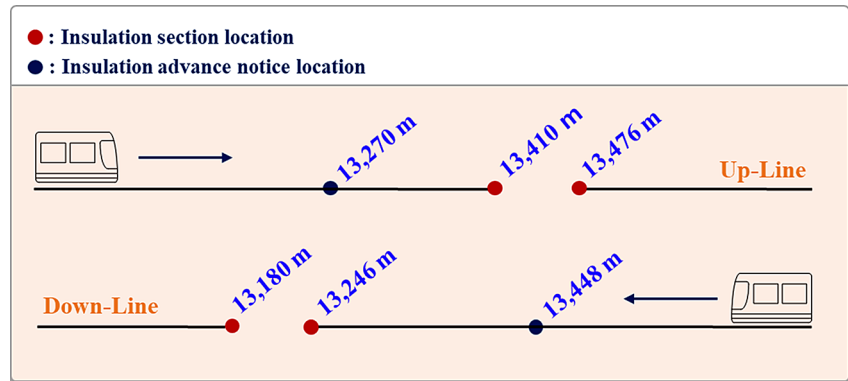 : Insulation section location
: Insulation advance notice location
13,270 m
13,410 m
13,476 m
Up-Line
Down-Line
13,180 m
13,246 m
13,448 m